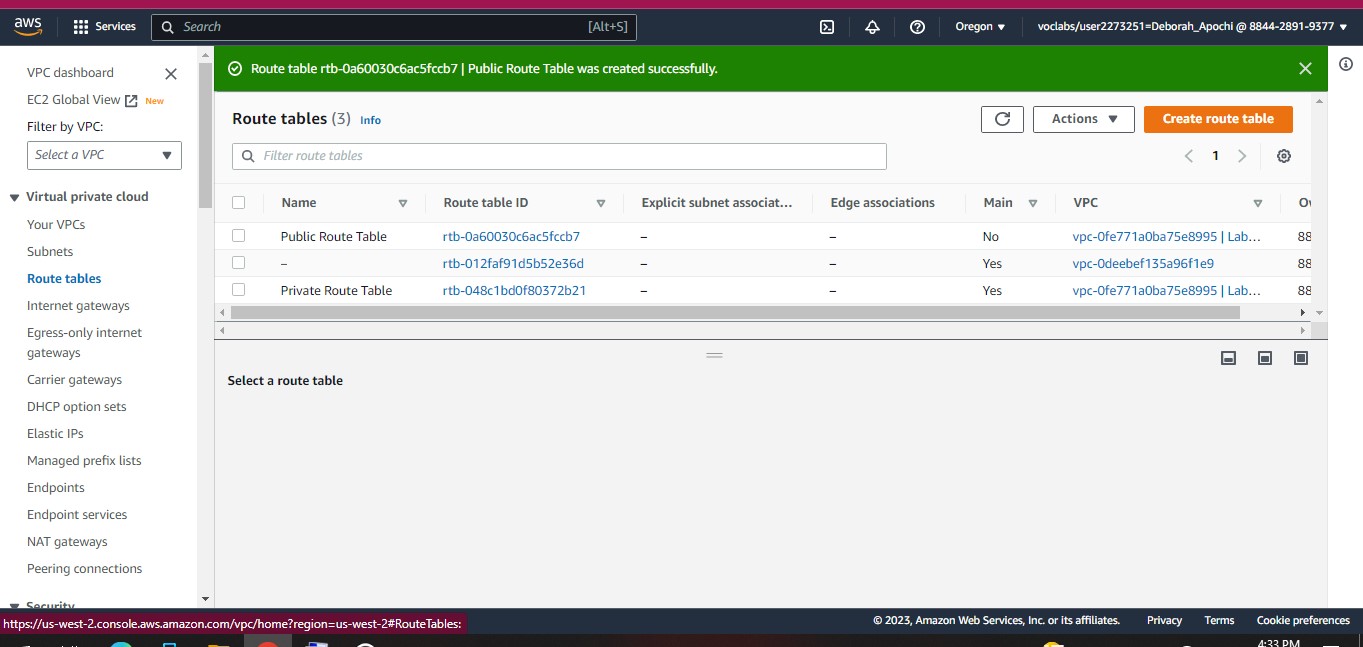 aws Services Search [Alt+S] Oregon voclabs/user2273251=Deborah_Apochi @ 8844-2891-9377
VPC dashboard
EC2 Global View New
Filter by VPC:
Select a VPC
Virtual private cloud
Your VPCs
Subnets
Route tables
Internet gateways
Egress-only internet
gateways
Carrier gateways
DHCP option sets
Elastic IPs
Managed prefix lists
Endpoints
Endpoint services
NAT gateways
Peering connections
Security
Route table rtb-0a60030c6ac5fccb7 | Public Route Table was created successfully.
Route tables (3) Info
Actions
Create route table
Filter route tables
1
Name Route table ID Explicit subnet associat... Edge associations Main VPC
Public Route Table rtb-0a60030c6ac5fccb7 – – No vpc-0fe771a0ba75e8995 | Lab... 88
– rtb-012faf91d5b52e36d – – Yes vpc-0deebef135a96f1e9 88
Private Route Table rtb-048c1bd0f80372b21 – – Yes vpc-0fe771a0ba75e8995 | Lab... 88
Select a route table
https://us-west-2.console.aws.amazon.com/vpc/home?region=us-west-2#RouteTables:
© 2023, Amazon Web Services, Inc. or its affiliates. Privacy Terms Cookie preferences
4:33 PM